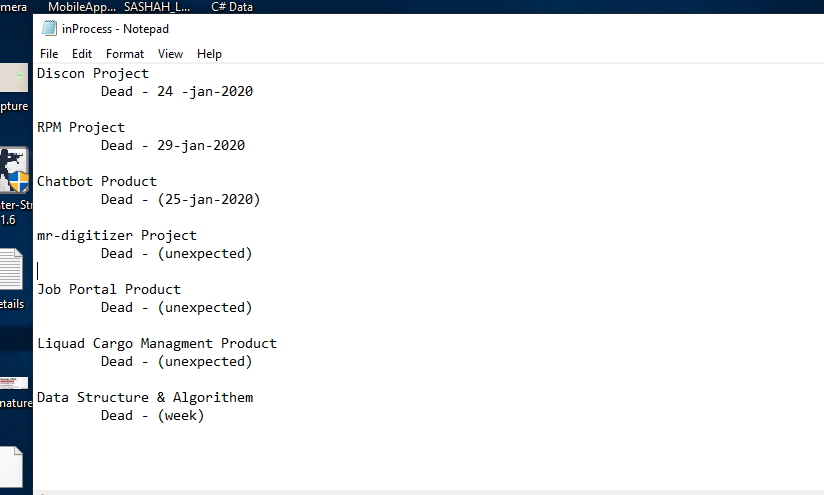 mera
MobileApp... SASHAH_L... C# Data
inProcess - Notepad
File Edit Format View Help
Discon Project
Dead - 24 -jan-2020
RPM Project
Dead - 29-jan-2020
Chatbot Product
Dead - (25-jan-2020)
mr-digitizer Project
Dead - (unexpected)
Job Portal Product
Dead - (unexpected)
Liquad Cargo Managment Product
Dead - (unexpected)
Data Structure & Algorithem
Dead - (week)
pture
ter-Str
1.6
etails
nature